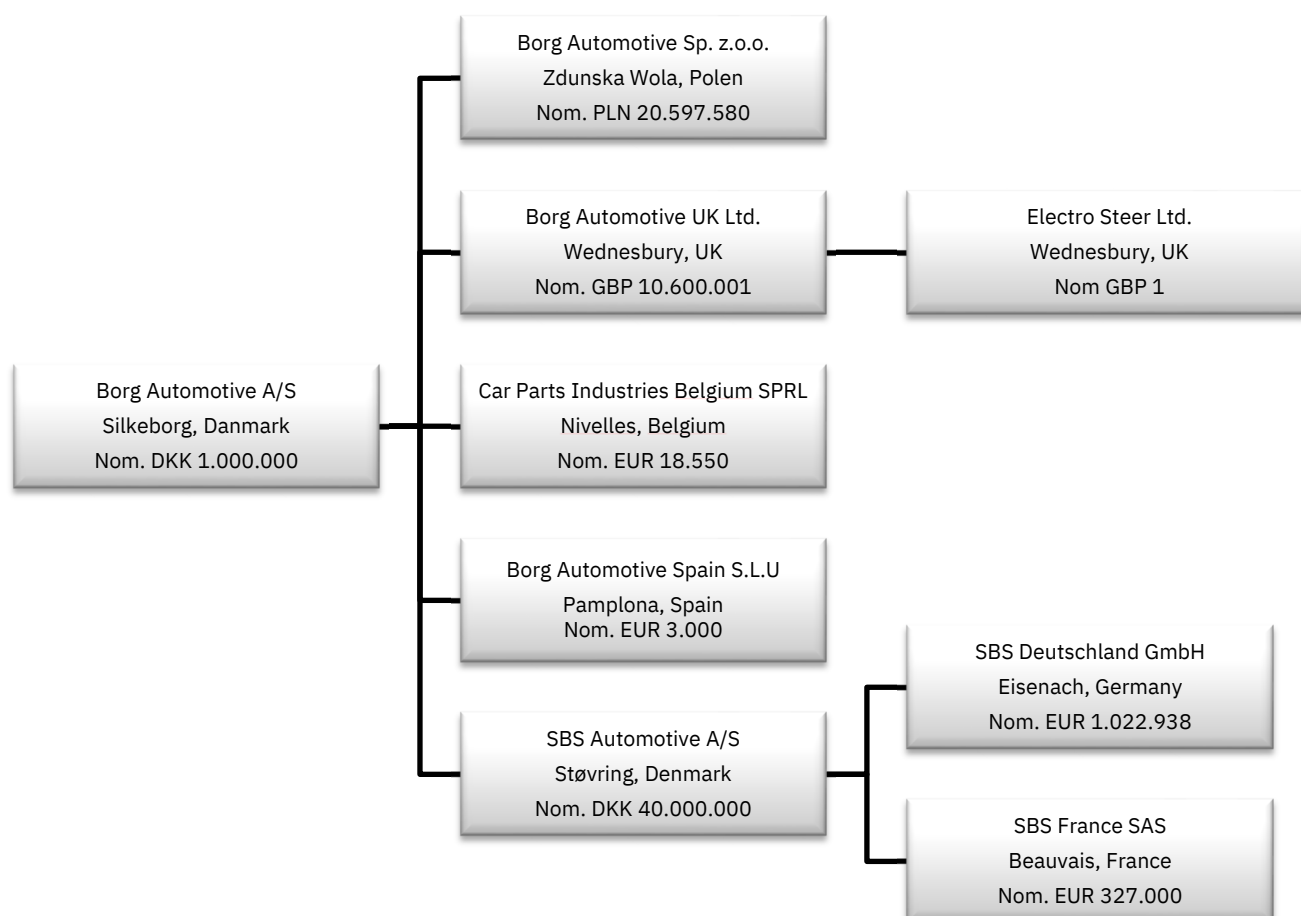 Borg Automotive Sp. z.o.o.
Zdunska Wola, Polen
Nom. PLN 20.597.580
Borg Automotive UK Ltd.
Wednesbury, UK
Nom. GBP 10.600.001
Electro Steer Ltd.
Wednesbury, UK
Nom GBP 1
Borg Automotive A/S
Silkeborg, Danmark
Nom. DKK 1.000.000
Car Parts Industries Belgium SPRL
Nivelles, Belgium
Nom. EUR 18.550
Borg Automotive Spain S.L.U
Pamplona, Spain
Nom. EUR 3.000
SBS Automotive A/S
Støvring, Denmark
Nom. DKK 40.000.000
SBS Deutschland GmbH
Eisenach, Germany
Nom. EUR 1.022.938
SBS France SAS
Beauvais, France
Nom. EUR 327.000